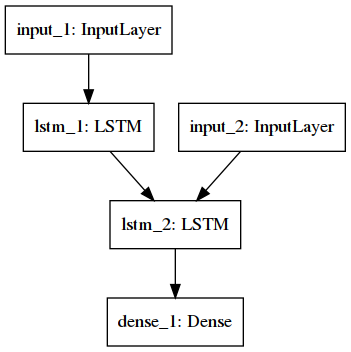 input_1: InputLayer
lstm_1: LSTM
input_2: InputLayer
lstm_2: LSTM
dense_1: Dense